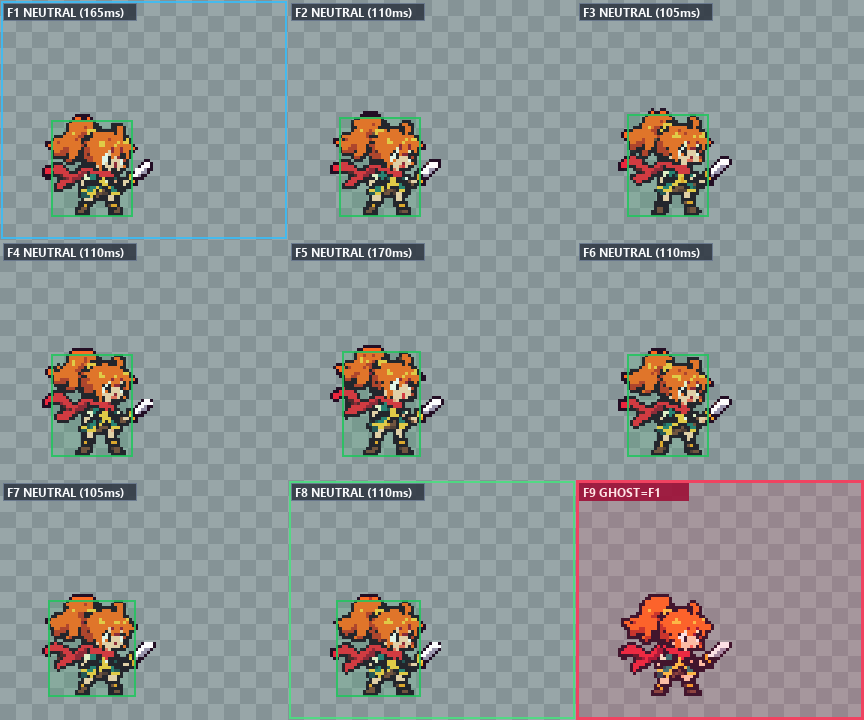 F1 NEUTRAL (165ms)
F2 NEUTRAL (110ms)
F3 NEUTRAL (105ms)
F4 NEUTRAL (110ms)
F5 NEUTRAL (170ms)
F6 NEUTRAL (110ms)
F7 NEUTRAL (105ms)
F8 NEUTRAL (110ms)
F9 GHOST=F1